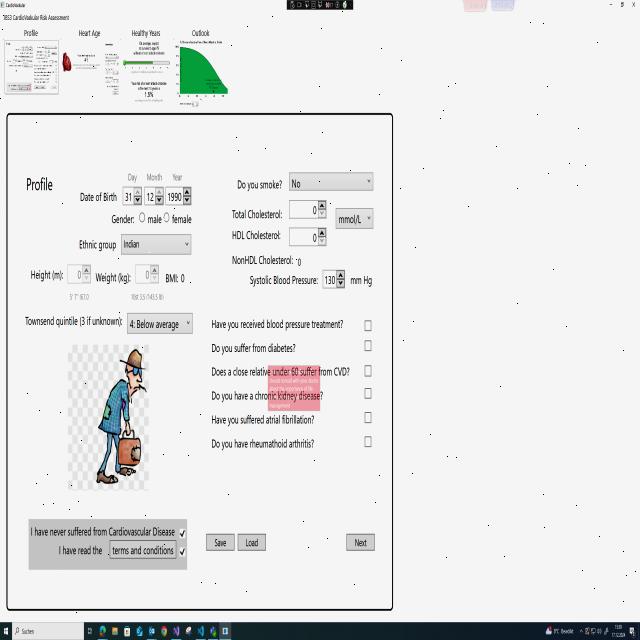 CardioVascular
JBS3 CardioVascular Risk Assessment
Profile
Heart Age
Healthy Years
Outlook
Profile
Day Month Year
Date of Birth 31 12 1990
Gender: male female
Ethnic group Indian
Height (m): 0 Weight (kg): 0 BMI: 0
5' 7" (67.0
10st 3.5 (143.5 lb)
Townsend quintile (3 if unknown): 4: Below average
Do you smoke? No
Total Cholesterol: 0 mmol/L
HDL Cholesterol: 0
NonHDL Cholesterol: 0
Systolic Blood Pressure: 130 mm Hg
Have you received blood pressure treatment?
Do you suffer from diabetes?
Does a close relative under 60 suffer from CVD?
Do you have a chronic kidney disease?
Have you suffered atrial fibrillation?
Do you have rheumathoid arthritis?
I have never suffered from Cardiovascular Disease
I have read the terms and conditions
Save Load Next
Suchen